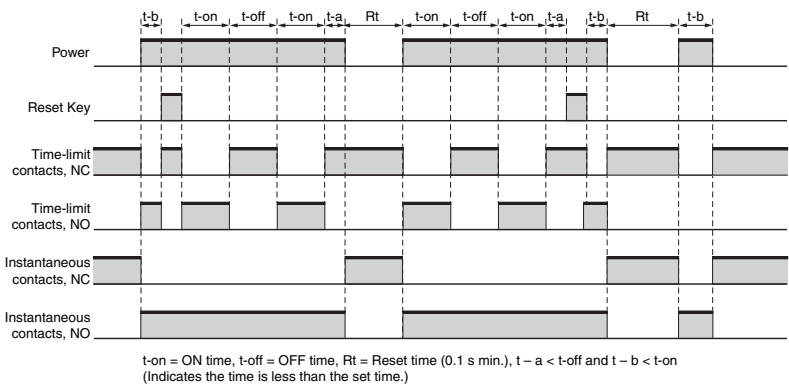 t-b t-on t-off t-on t-a Rt t-on t-off t-on t-a t-b Rt t-b
Power
Reset Key
Time-limit
contacts, NC
Time-limit
contacts, NO
Instantaneous
contacts, NC
Instantaneous
contacts, NO
t-on = ON time, t-off = OFF time, Rt = Reset time (0.1 s min.), t – a < t-off and t – b < t-on
(Indicates the time is less than the set time.)